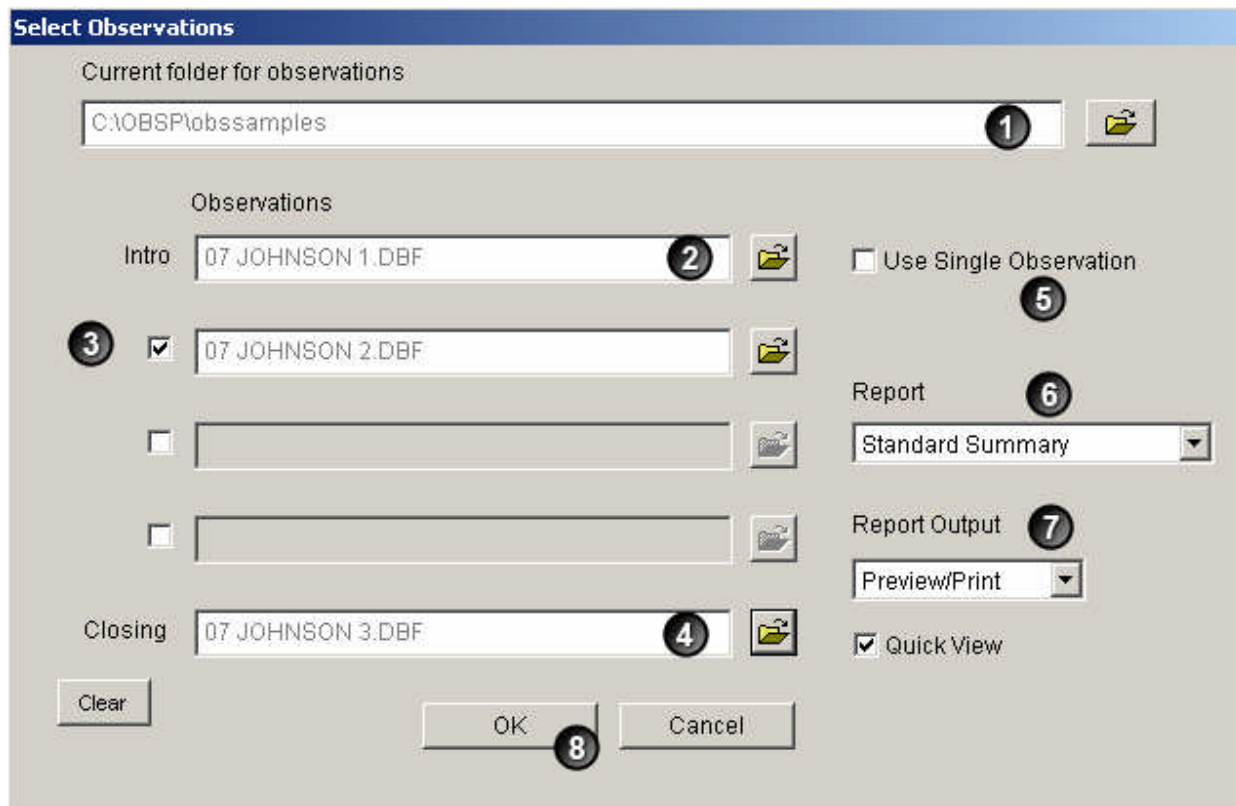 Select Observations
Current folder for observations
C:\OBSP\obssamples 1
Observations
Intro 07 JOHNSON 1.DBF 2
Use Single Observation
5
3 07 JOHNSON 2.DBF
Report 6
Standard Summary
Report Output 7
Preview/Print
Closing 07 JOHNSON 3.DBF 4
Quick View
Clear
OK 8 Cancel